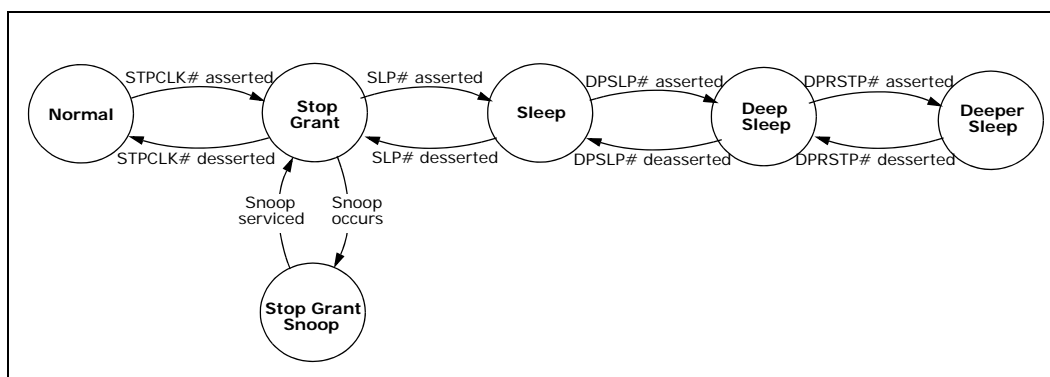 STPCLK# asserted
SLP# asserted
DPSLP# asserted
DPRSTP# asserted
Normal
Stop
Grant
Sleep
Deep
Sleep
Deeper
Sleep
STPCLK# desserted
SLP# desserted
DPSLP# deasserted
DPRSTP# desserted
Snoop
serviced
Snoop
occurs
Stop Grant
Snoop